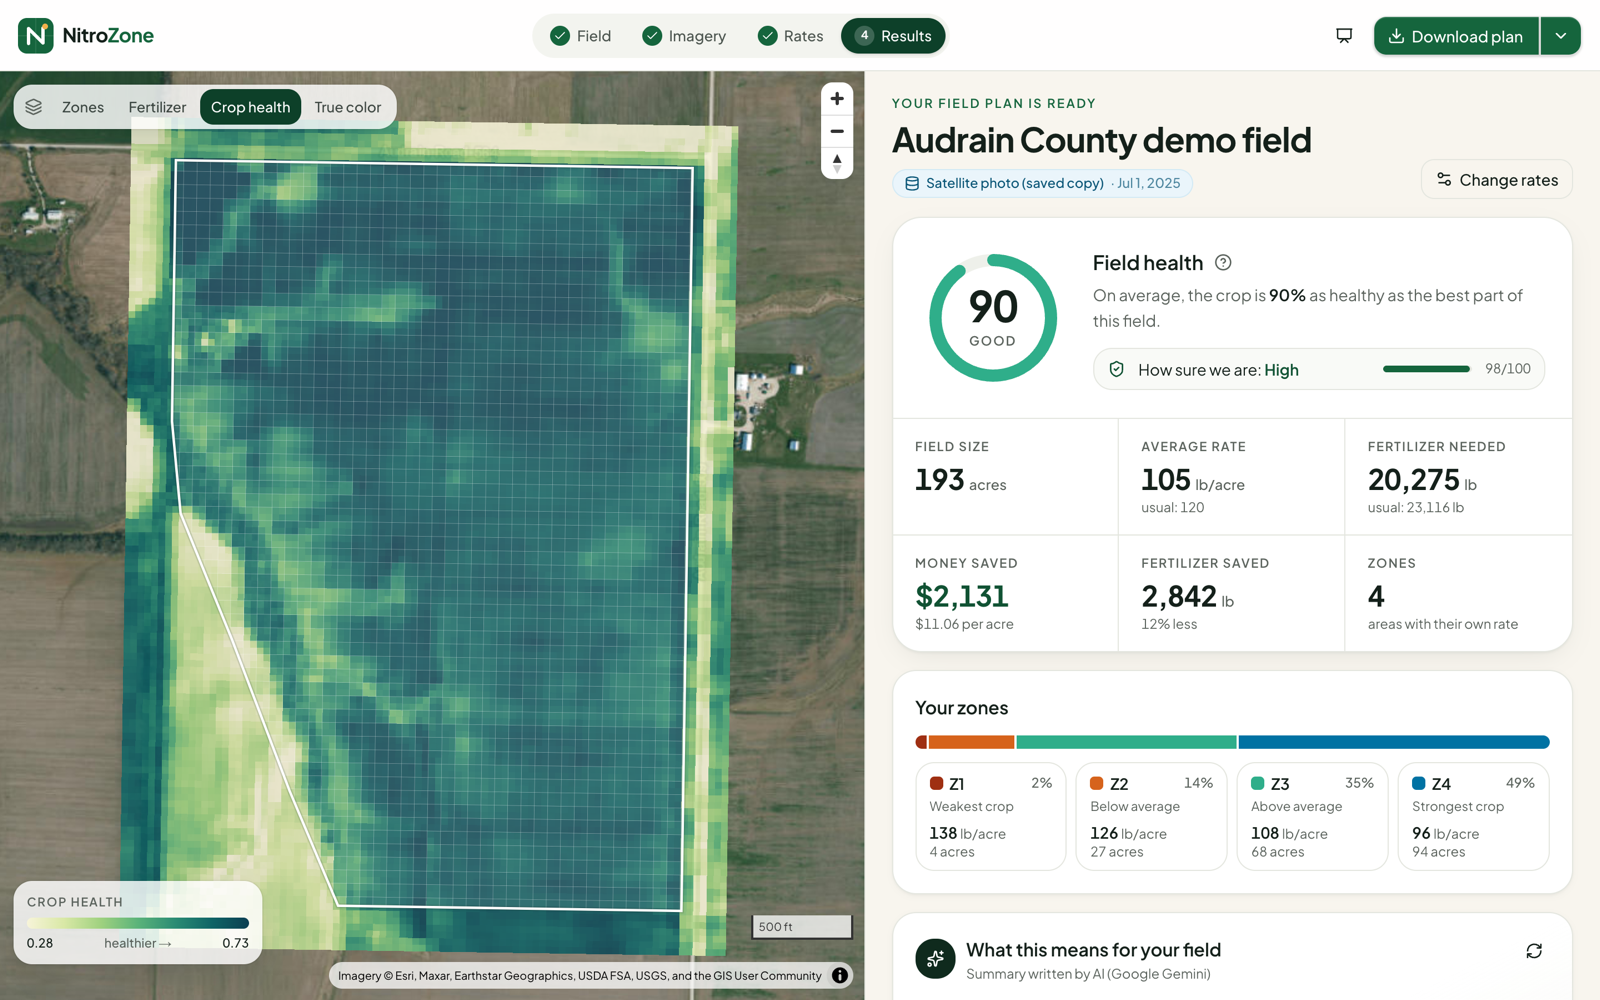 NitroZone
Field
Imagery
Rates
4 Results
Download plan
Zones
Fertilizer
Crop health
True color
CROP HEALTH
0.28 healthier → 0.73
500 ft
Imagery © Esri, Maxar, Earthstar Geographics, USDA FSA, USGS, and the GIS User Community
YOUR FIELD PLAN IS READY
Audrain County demo field
Satellite photo (saved copy) · Jul 1, 2025
Change rates
90
GOOD
Field health
On average, the crop is 90% as healthy as the best part of
this field.
How sure we are: High 98/100
FIELD SIZE
193 acres
AVERAGE RATE
105 lb/acre
usual: 120
FERTILIZER NEEDED
20,275 lb
usual: 23,116 lb
MONEY SAVED
$2,131
$11.06 per acre
FERTILIZER SAVED
2,842 lb
12% less
ZONES
4
areas with their own rate
Your zones
Z1 2%
Weakest crop
138 lb/acre
4 acres
Z2 14%
Below average
126 lb/acre
27 acres
Z3 35%
Above average
108 lb/acre
68 acres
Z4 49%
Strongest crop
96 lb/acre
94 acres
What this means for your field
Summary written by AI (Google Gemini)